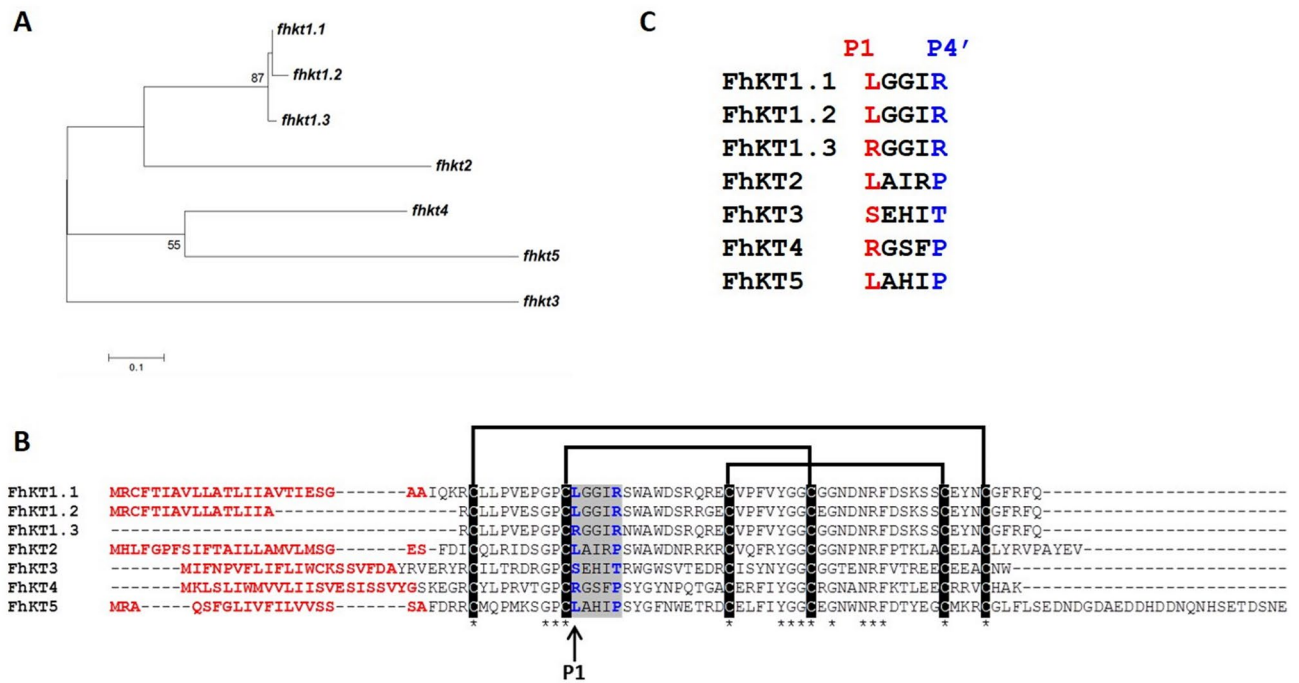 A
fhkt1.1
fhkt1.2
fhkt1.3
fhkt2
fhkt4
fhkt5
fhkt3
87
55
0.1
C
P1 P4′
FhKT1.1 LGGIR
FhKT1.2 LGGIR
FhKT1.3 RGGIR
FhKT2 LAIRP
FhKT3 SEHIT
FhKT4 RGSFP
FhKT5 LAHIP
B
FhKT1.1 MRCFTIAVLLATLIIAVTIESG-------AAIQKRCLLPVEPGPCLGGIRSWAWDSRQRECVPFVYGGCGGNDNRFDSKSSCEYNCGFRFQ------------------------
FhKT1.2 MRCFTIAVLLATLIIA------------------RCLLPVEPGPCLGGIRSWAWDSRRGECVPFVYGGCGGNDNRFDSKSSCEYNCGFRFQ------------------------
FhKT1.3 ----------------------------------RCLLPVEPGPCRGGIRNWAWDSRQRECVPFVYGGCGGNDNRFDSKSSCEYNCGFRFQ------------------------
FhKT2 MHLFGPFSIFTAILLAMVLMSG-------ES-FDICQLRIDSGPCLAIRPSWAWDNRRKRCVQFRYGGCGGNPNRFPTKLACELACLYRVPAYEV--------------------
FhKT3 -------MIFNPVFLIFLIWCKSSVFDAYRVERYRCILTRDRGPCSEHITRWGWSVTEDRCISYNYGGCGGTENRFVTREECEEACNW---------------------------
FhKT4 -------MKLSLIWMVVLIISVESISSVYGSKEGRCYLPRVTGPCRGSFPSYGYNPQTGACERFIYGGCRGNANRFKTLEECRRVCHAK--------------------------
FhKT5 MRA-----QSFGLIVFILVVSS-------SAFDRRCMQPMKSGPCLAHIPSYGFNWETRDCELFIYGGCEGNWNRFDTYEGCMKRCGLFLSEDNDGDAEDDHDDNQNHSETDSNE
* *** * **** * *** * *
P1